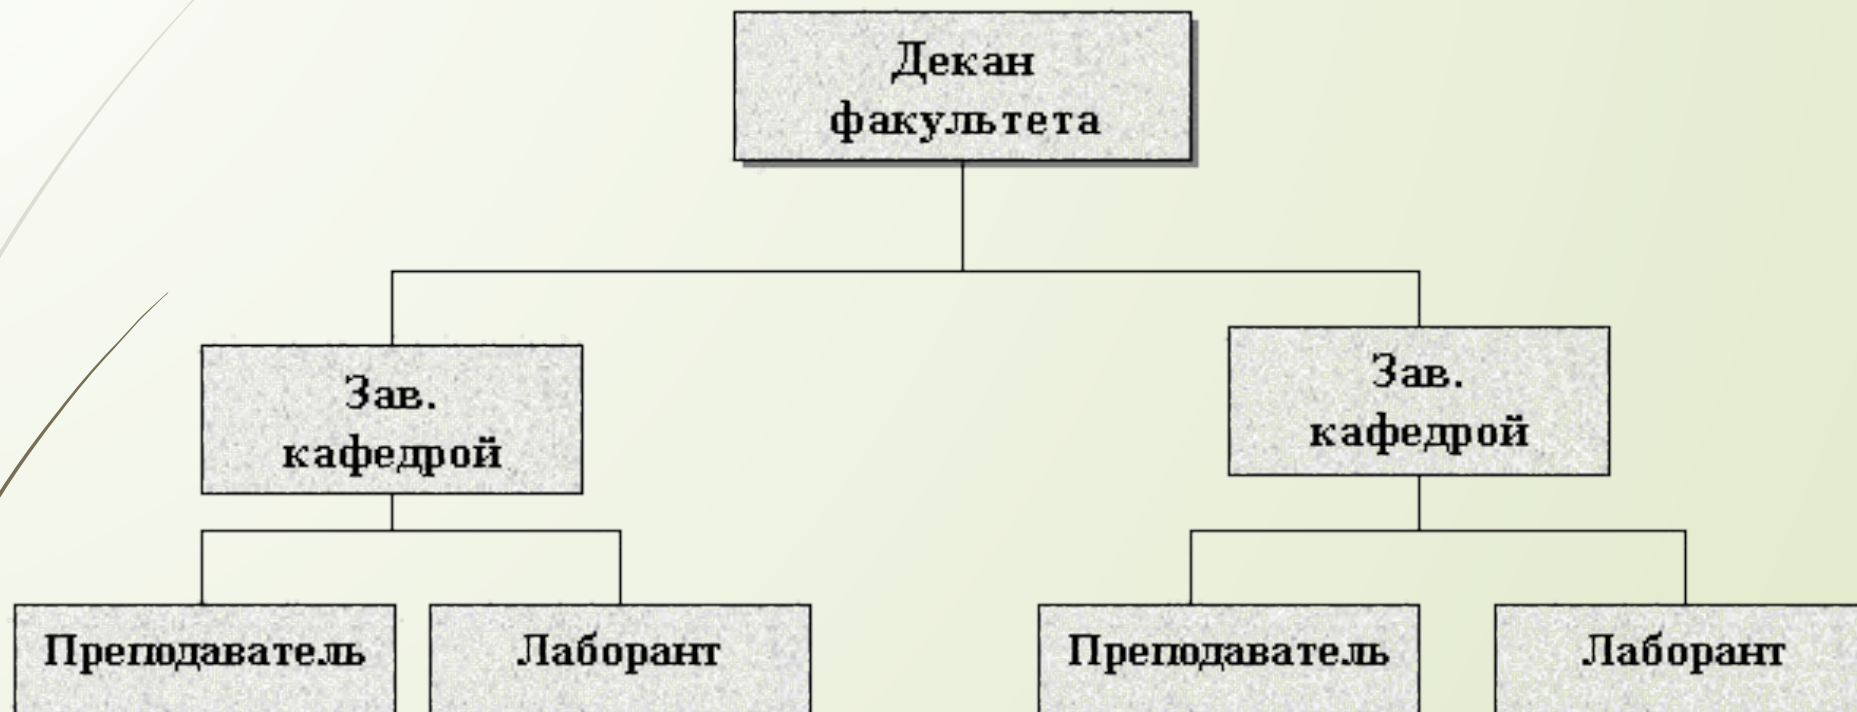 Декан
факультета
Зав.
кафедрой
Зав.
кафедрой
Преподаватель
Лаборант
Преподаватель
Лаборант